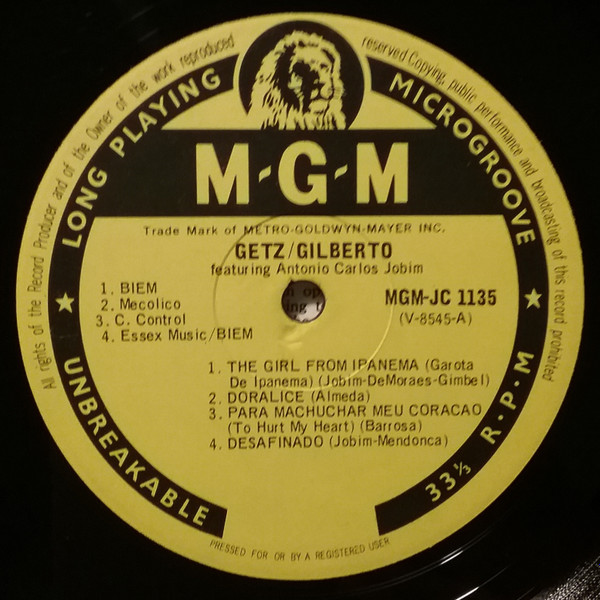 All rights of the Record Producer and of the Owner of the work reproduced
reserved Copying, public performance and broadcasting of this record prohibited
LONG PLAYING
MICROGROOVE
M-G-M
Trade Mark of METRO-GOLDWYN-MAYER INC.
GETZ/GILBERTO
featuring Antonio Carlos Jobim
1. BIEM
2. Mecolico
3. C. Control
4. Essex Music/BIEM
MGM-JC 1135
(V-8545-A)
1. THE GIRL FROM IPANEMA (Garota
De Ipanema) (Jobim-DeMoraes-Gimbel)
2. DORALICE (Almeda)
3. PARA MACHUCHAR MEU CORACAO
(To Hurt My Heart) (Barrosa)
4. DESAFINADO (Jobim-Mendonca)
UNBREAKABLE
33⅓ R·P·M
PRESSED FOR OR BY A REGISTERED USER